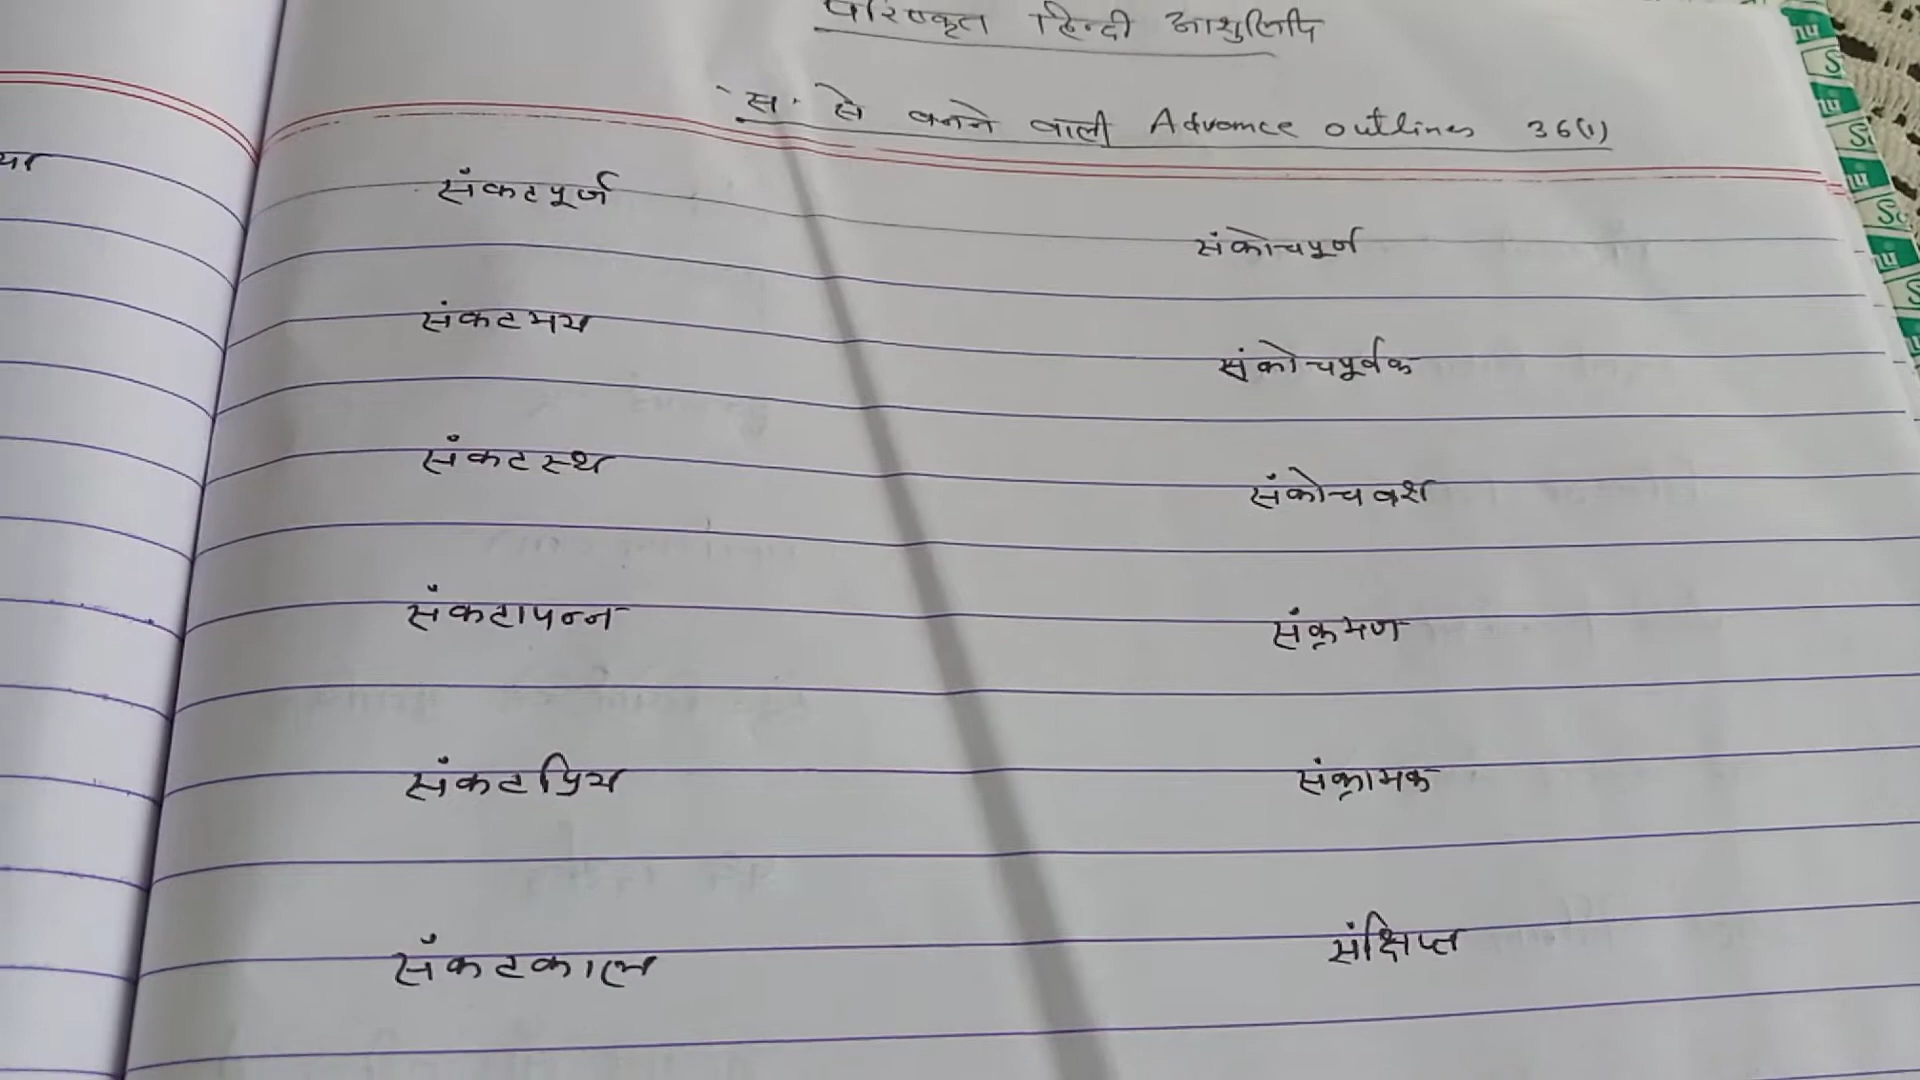 परिष्कृत हिन्दी आशुलिपि
'स' से बनने वाली Advance outlines 36(1)
या
संकटपूर्ण
संकोचपूर्ण
संकटमय
संकोचपूर्वक
संकटस्थ
संकोचवश
संकटापन्न
संक्रमण
संकटप्रिय
संक्रामक
संकटकाल
संक्षिप्त